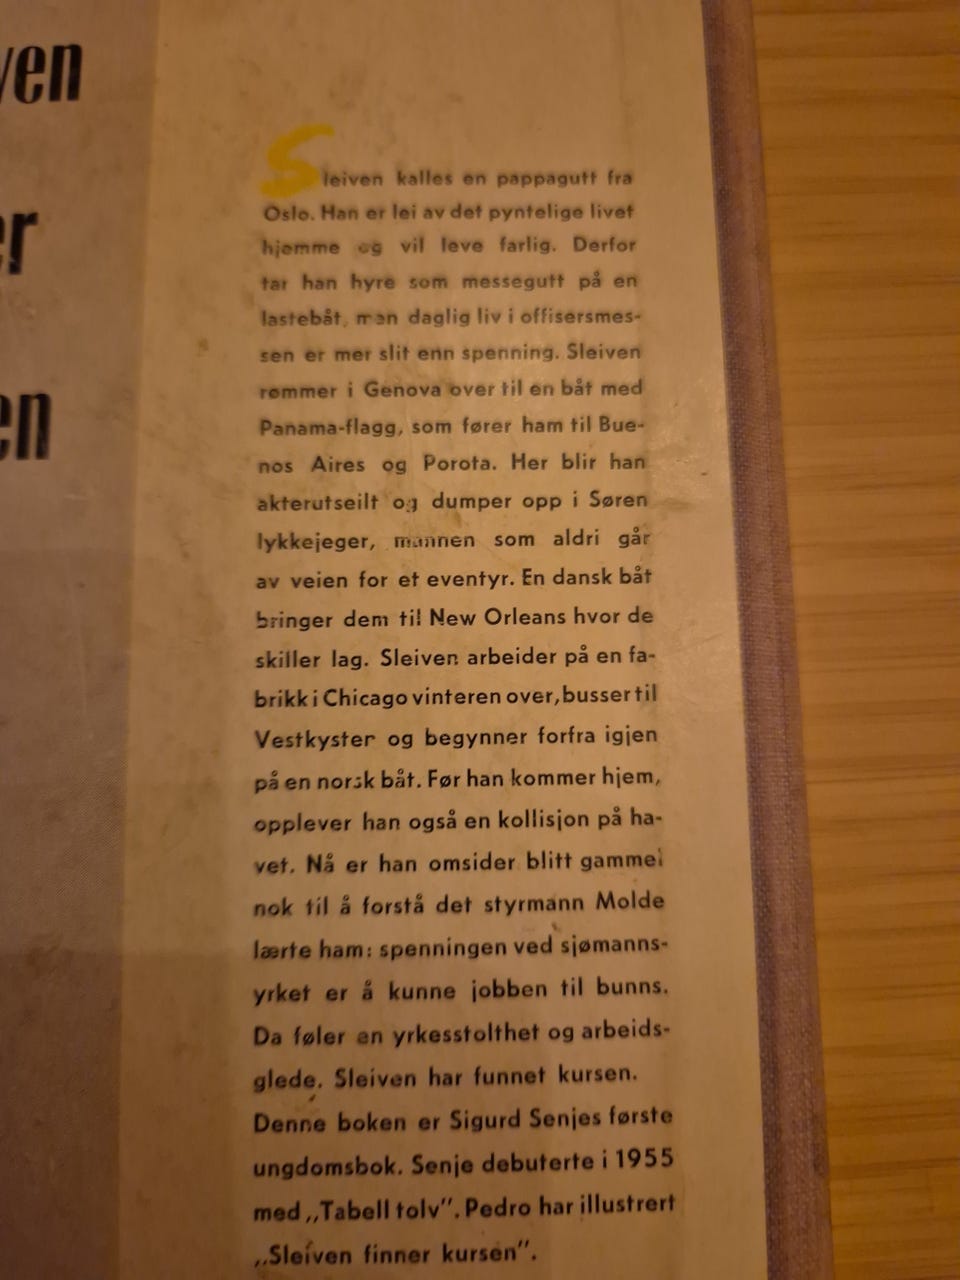 ven
er
en
Sleiven kalles en pappagutt fra
Oslo. Han er lei av det pyntelige livet
hjemme og vil leve farlig. Derfor
tar han hyre som messegutt på en
lastebåt, men daglig liv i offisersmes-
sen er mer slit enn spenning. Sleiven
rømmer i Genova over til en båt med
Panama-flagg, som fører ham til Bue-
nos Aires og Porota. Her blir han
akterutseilt og dumper opp i Søren
lykkejeger, mannen som aldri går
av veien for et eventyr. En dansk båt
bringer dem til New Orleans hvor de
skiller lag. Sleiven arbeider på en fa-
brikk i Chicago vinteren over, busser til
Vestkysten og begynner forfra igjen
på en norsk båt. Før han kommer hjem,
opplever han også en kollisjon på ha-
vet. Nå er han omsider blitt gammel
nok til å forstå det styrmann Molde
lærte ham: spenningen ved sjømanns-
yrket er å kunne jobben til bunns.
Da føler en yrkesstolthet og arbeids-
glede. Sleiven har funnet kursen.
Denne boken er Sigurd Senjes første
ungdomsbok. Senje debuterte i 1955
med „Tabell tolv”. Pedro har illustrert
„Sleiven finner kursen”.